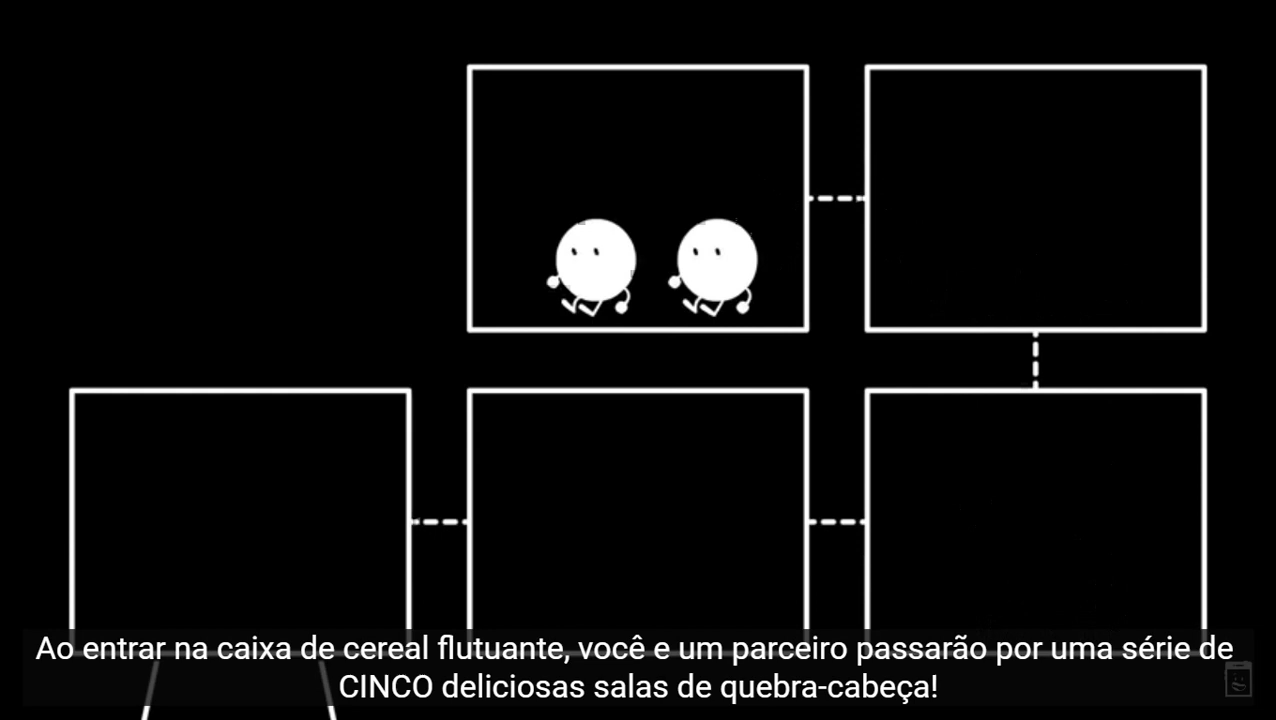 Ao entrar na caixa de cereal flutuante, você e um parceiro passarão por uma série de
CINCO deliciosas salas de quebra-cabeça!